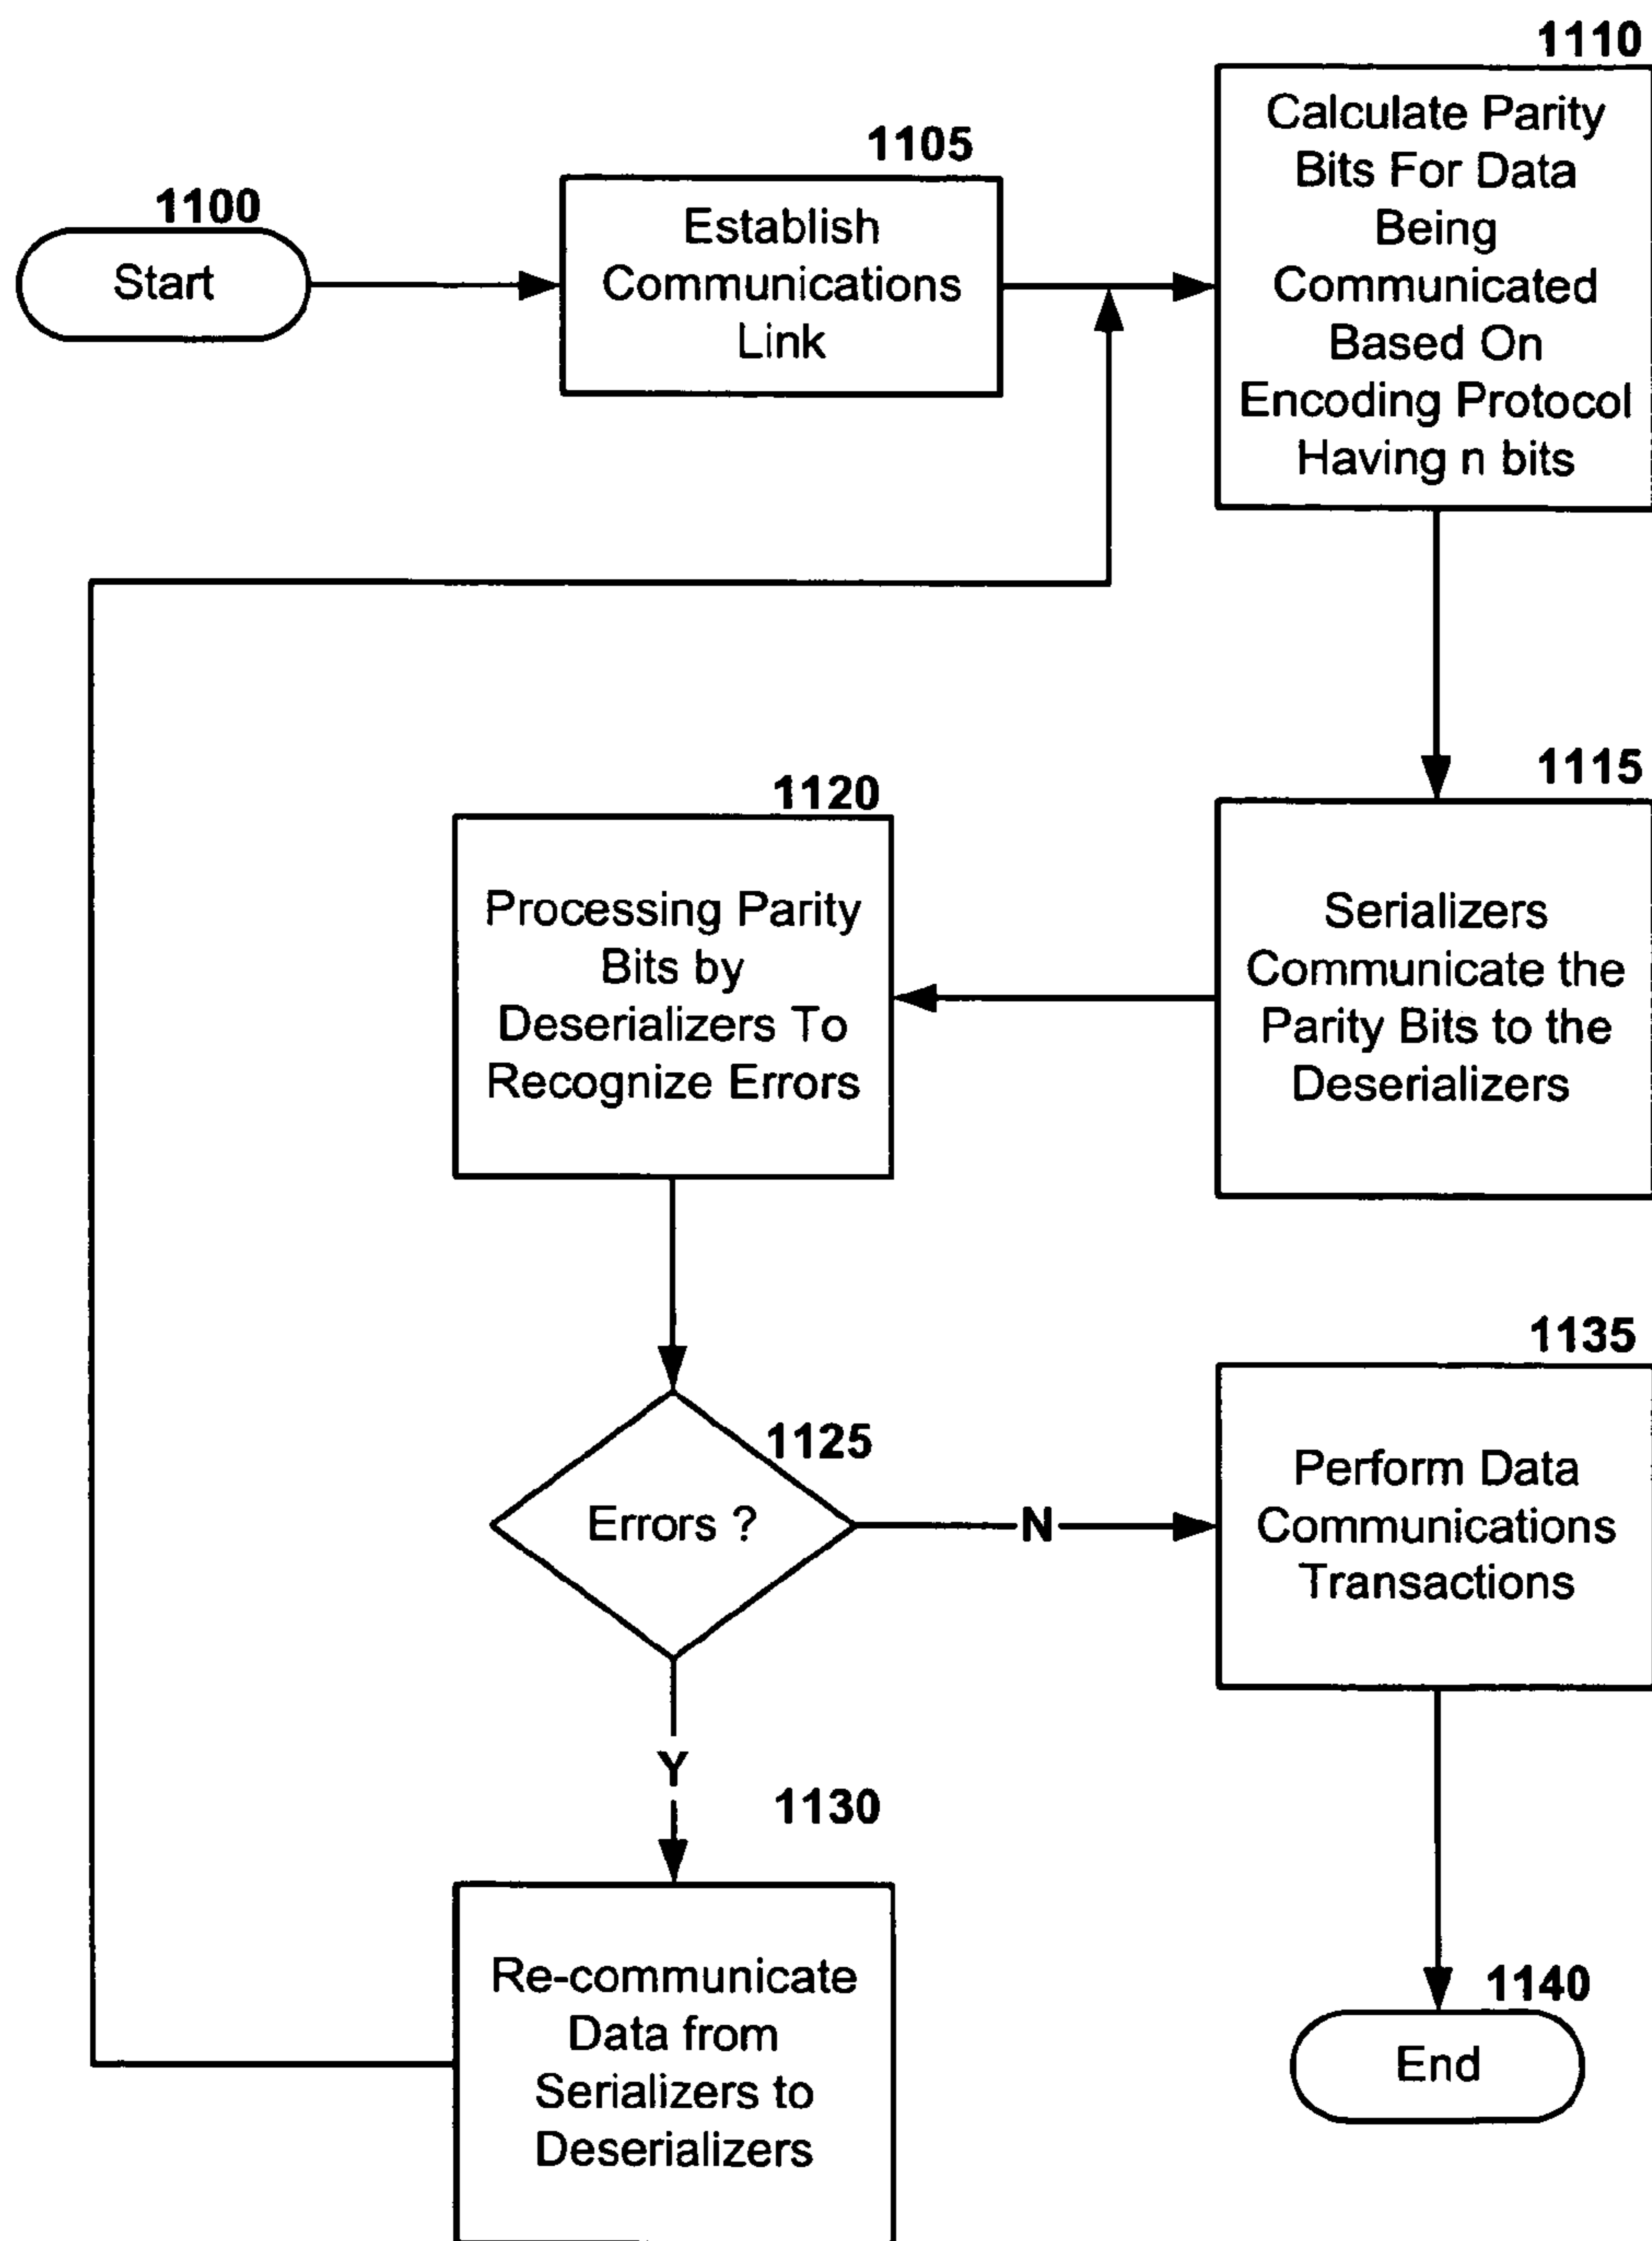 1100
Start
1105
Establish
Communications
Link
1110
Calculate Parity
Bits For Data
Being
Communicated
Based On
Encoding Protocol
Having n bits
1115
Serializers
Communicate the
Parity Bits to the
Deserializers
1120
Processing Parity
Bits by
Deserializers To
Recognize Errors
1125
Errors ?
N
Y
1130
Re-communicate
Data from
Serializers to
Deserializers
1135
Perform Data
Communications
Transactions
1140
End